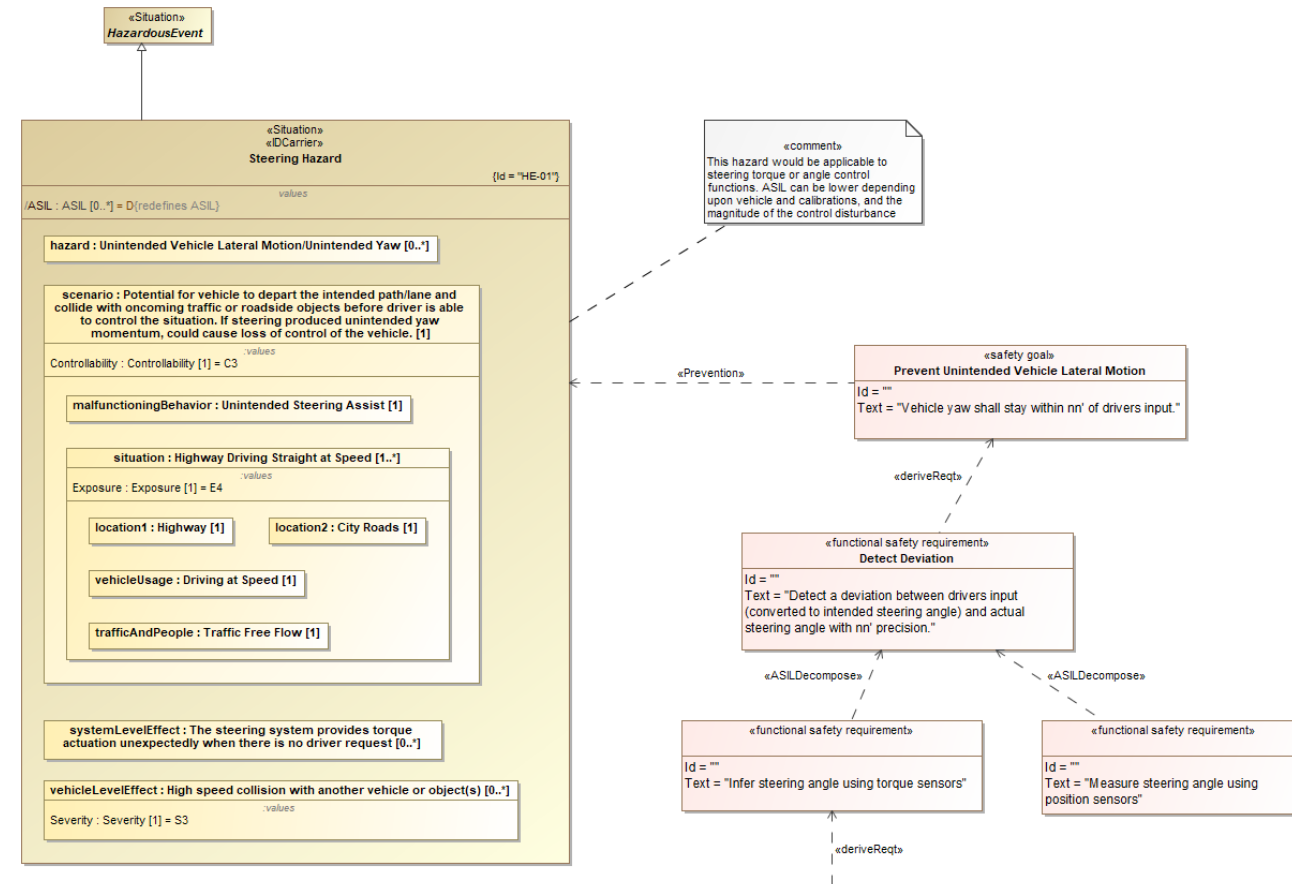 «Situation»
HazardousEvent
«Situation»
«IDCarrier»
Steering Hazard
{Id = "HE-01"}
values
/ASIL : ASIL [0..*] = D{redefines ASIL}
hazard : Unintended Vehicle Lateral Motion/Unintended Yaw [0..*]
scenario : Potential for vehicle to depart the intended path/lane and
collide with oncoming traffic or roadside objects before driver is able
to control the situation. If steering produced unintended yaw
momentum, could cause loss of control of the vehicle. [1]
:values
Controllability : Controllability [1] = C3
malfunctioningBehavior : Unintended Steering Assist [1]
situation : Highway Driving Straight at Speed [1..*]
:values
Exposure : Exposure [1] = E4
location1 : Highway [1]
location2 : City Roads [1]
vehicleUsage : Driving at Speed [1]
trafficAndPeople : Traffic Free Flow [1]
systemLevelEffect : The steering system provides torque
actuation unexpectedly when there is no driver request [0..*]
vehicleLevelEffect : High speed collision with another vehicle or object(s) [0..*]
:values
Severity : Severity [1] = S3
«comment»
This hazard would be applicable to
steering torque or angle control
functions. ASIL can be lower depending
upon vehicle and calibrations, and the
magnitude of the control disturbance
«Prevention»
«safety goal»
Prevent Unintended Vehicle Lateral Motion
Id = ""
Text = "Vehicle yaw shall stay within nn' of drivers input."
«deriveReqt»
«functional safety requirement»
Detect Deviation
Id = ""
Text = "Detect a deviation between drivers input
(converted to intended steering angle) and actual
steering angle with nn' precision."
«ASILDecompose»
«ASILDecompose»
«functional safety requirement»
Id = ""
Text = "Infer steering angle using torque sensors"
«functional safety requirement»
Id = ""
Text = "Measure steering angle using
position sensors"
«deriveReqt»